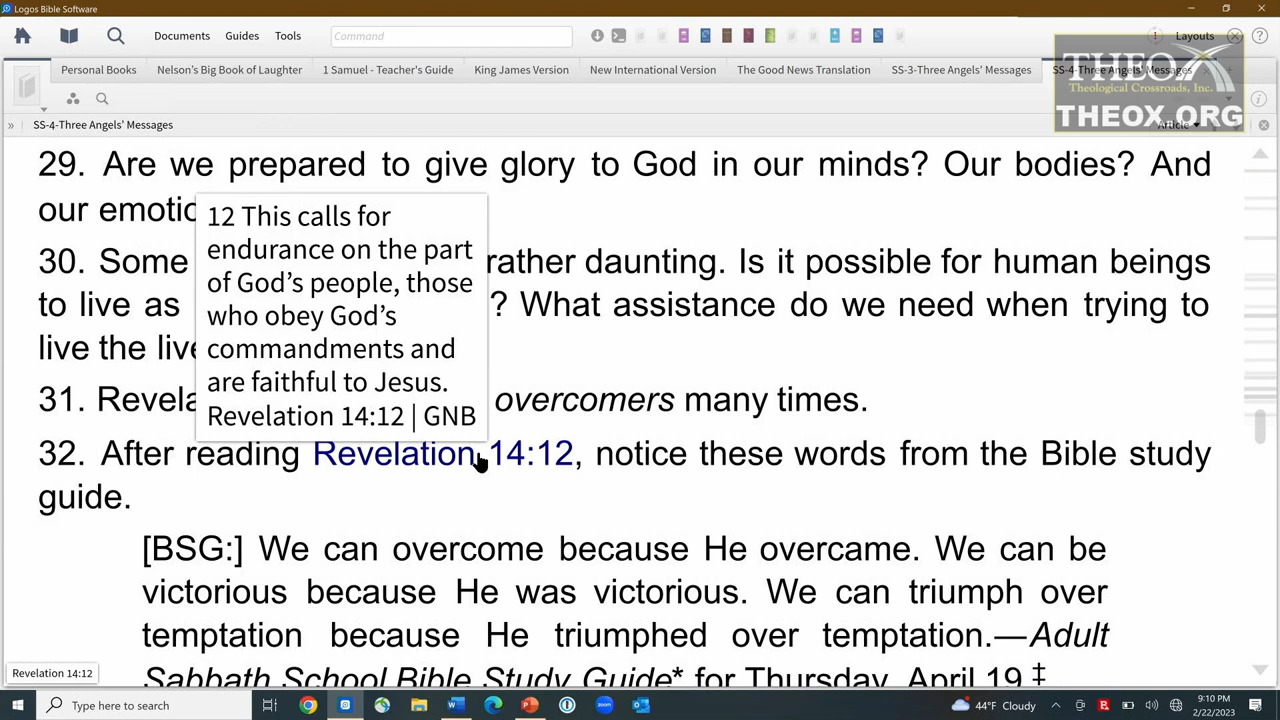 Logos Bible Software
Documents Guides Tools Command Layouts
Personal Books Nelson's Big Book of Laughter 1 Samu Tea King James Version New International Version The Good News Translation SS-3-Three Angels' Messages SS-4-Three Angels' Messages
THEOX
Theological Crossroads, Inc.
THEOX.ORG
SS-4-Three Angels' Messages Article
29. Are we prepared to give glory to God in our minds? Our bodies? And
our emotio
12 This calls for
endurance on the part
of God's people, those
who obey God's
commandments and
are faithful to Jesus.
Revelation 14:12 | GNB
30. Some rather daunting. Is it possible for human beings
to live as ? What assistance do we need when trying to
live the live
31. Revela overcomers many times.
32. After reading Revelation 14:12, notice these words from the Bible study
guide.
[BSG:] We can overcome because He overcame. We can be
victorious because He was victorious. We can triumph over
temptation because He triumphed over temptation.—Adult
Sabbath School Bible Study Guide* for Thursday, April 19.‡
Revelation 14:12
Type here to search 44°F Cloudy 9:10 PM
2/22/2023